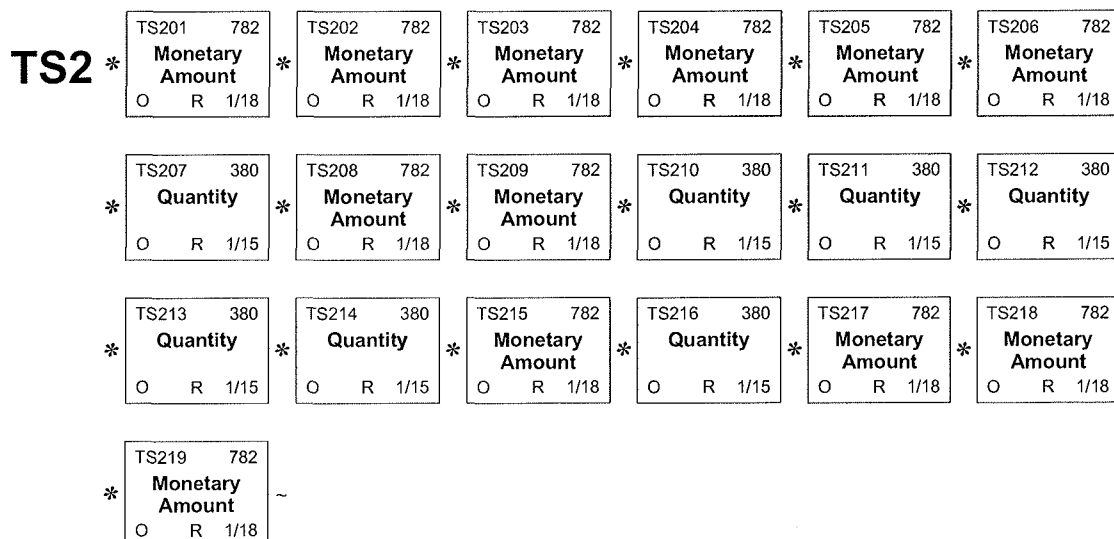 TS201 782 TS202 782 TS203 782 TS204 782 TS205 782 TS206 782
TS2 * Monetary * Monetary * Monetary * Monetary * Monetary * Monetary
Amount Amount Amount Amount Amount Amount
O R 1/18 O R 1/18 O R 1/18 O R 1/18 O R 1/18 O R 1/18
TS207 380 TS208 782 TS209 782 TS210 380 TS211 380 TS212 380
* Quantity * Monetary * Monetary * Quantity * Quantity * Quantity
Amount Amount
O R 1/15 O R 1/18 O R 1/18 O R 1/15 O R 1/15 O R 1/15
TS213 380 TS214 380 TS215 782 TS216 380 TS217 782 TS218 782
* Quantity * Quantity * Monetary * Quantity * Monetary * Monetary
Amount Amount Amount
O R 1/15 O R 1/15 O R 1/18 O R 1/15 O R 1/18 O R 1/18
TS219 782
* Monetary ~
Amount
O R 1/18